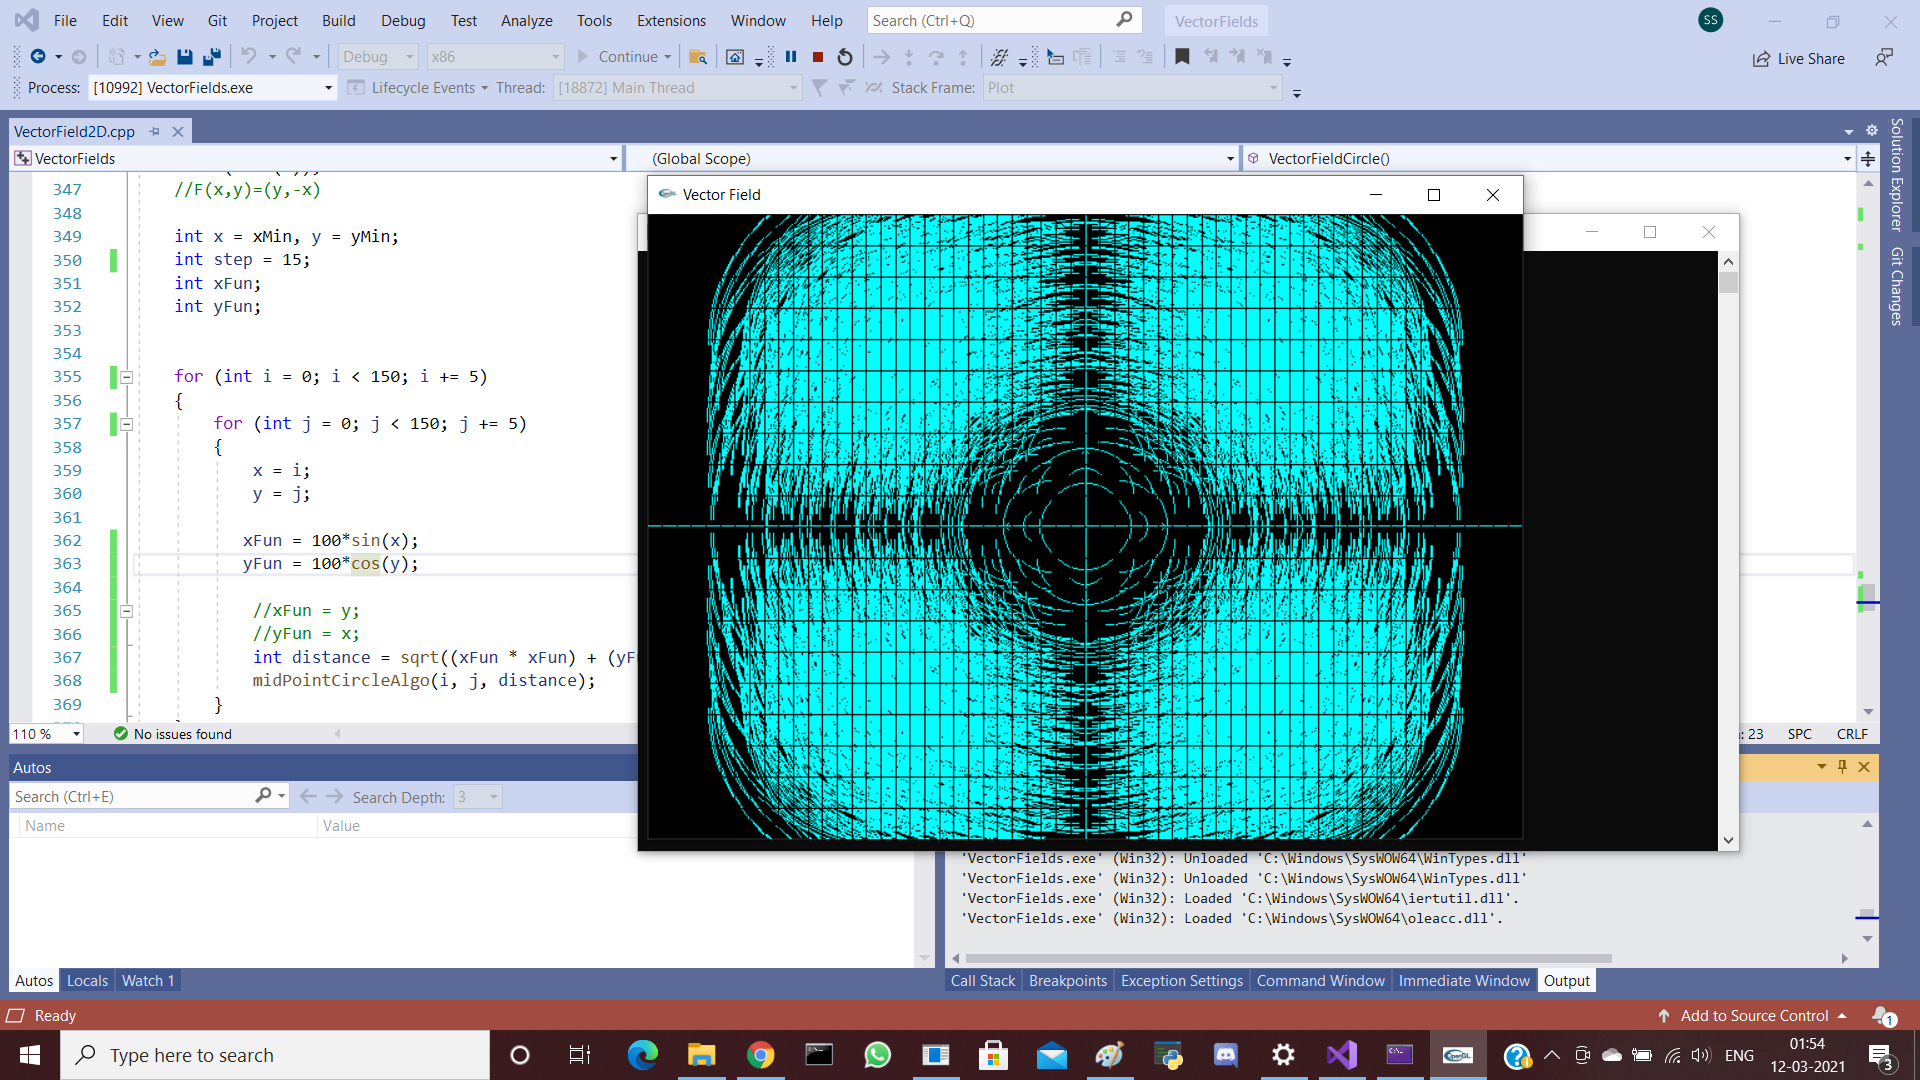 File Edit View Git Project Build Debug Test Analyze Tools Extensions Window Help Search (Ctrl+Q) VectorFields SS
Debug x86 Continue Live Share
Process: [10992] VectorFields.exe Lifecycle Events Thread: [18872] Main Thread Stack Frame: Plot
VectorField2D.cpp
VectorFields (Global Scope) VectorFieldCircle()
347 //F(x,y)=(y,-x)
348
349 int x = xMin, y = yMin;
350 int step = 15;
351 int xFun;
352 int yFun;
353
354
355 for (int i = 0; i < 150; i += 5)
356 {
357 for (int j = 0; j < 150; j += 5)
358 {
359 x = i;
360 y = j;
361
362 xFun = 100*sin(x);
363 yFun = 100*cos(y);
364
365 //xFun = y;
366 //yFun = x;
367 int distance = sqrt((xFun * xFun) + (yF
368 midPointCircleAlgo(i, j, distance);
369 }
Vector Field
Solution Explorer
Git Changes
110 % No issues found : 23 SPC CRLF
Autos
Search (Ctrl+E) Search Depth: 3
Name Value
'VectorFields.exe' (Win32): Unloaded 'C:\Windows\SysWOW64\WinTypes.dll'
'VectorFields.exe' (Win32): Unloaded 'C:\Windows\SysWOW64\WinTypes.dll'
'VectorFields.exe' (Win32): Loaded 'C:\Windows\SysWOW64\iertutil.dll'.
'VectorFields.exe' (Win32): Loaded 'C:\Windows\SysWOW64\oleacc.dll'.
Autos Locals Watch 1
Call Stack Breakpoints Exception Settings Command Window Immediate Window Output
Ready Add to Source Control 1
Type here to search OpenGL ENG 01:54
12-03-2021 3